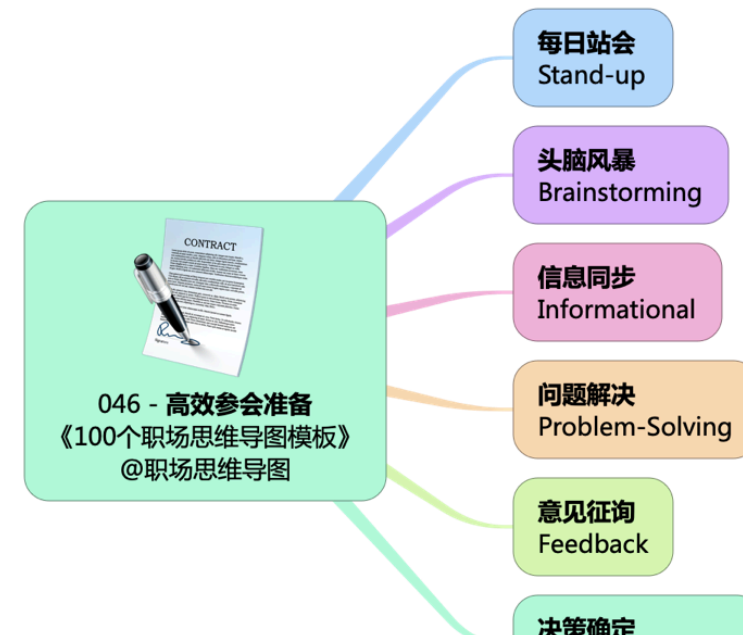 每日站会
Stand-up
头脑风暴
Brainstorming
CONTRACT
信息同步
Informational
046 - 高效参会准备
《100个职场思维导图模板》
@职场思维导图
问题解决
Problem-Solving
意见征询
Feedback
决策确定